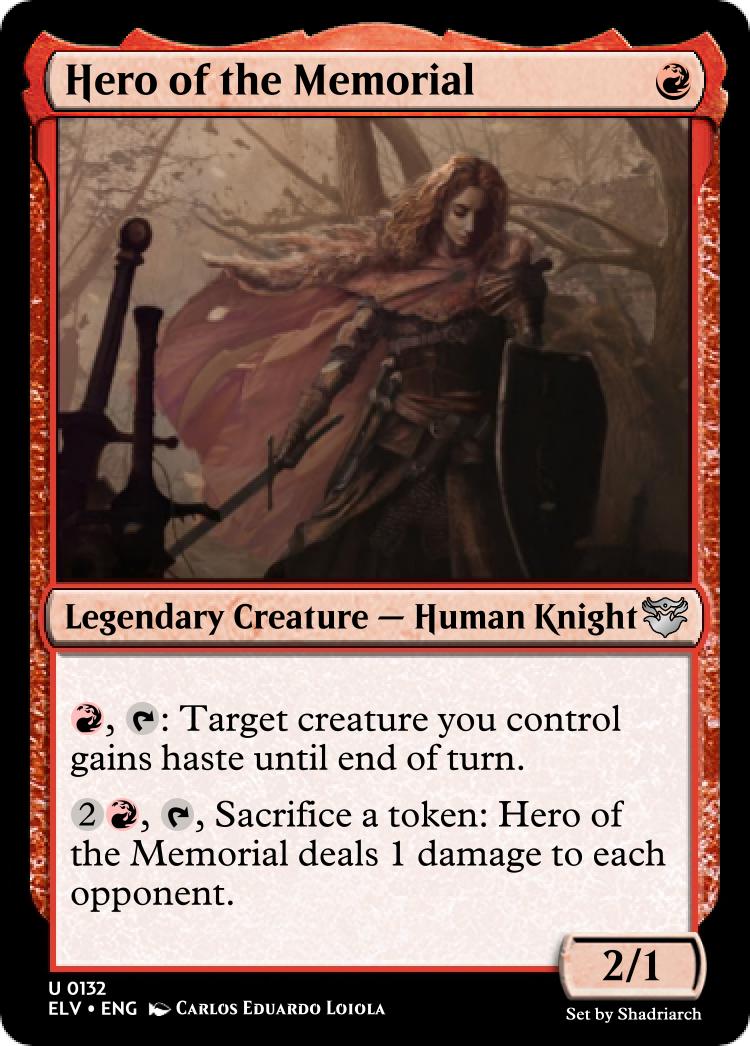 Hero of the Memorial
Legendary Creature — Human Knight
, : Target creature you control
gains haste until end of turn.
2 , , Sacrifice a token: Hero of
the Memorial deals 1 damage to each
opponent.
2/1
U 0132
ELV • ENG Carlos Eduardo Loiola
Set by Shadriarch